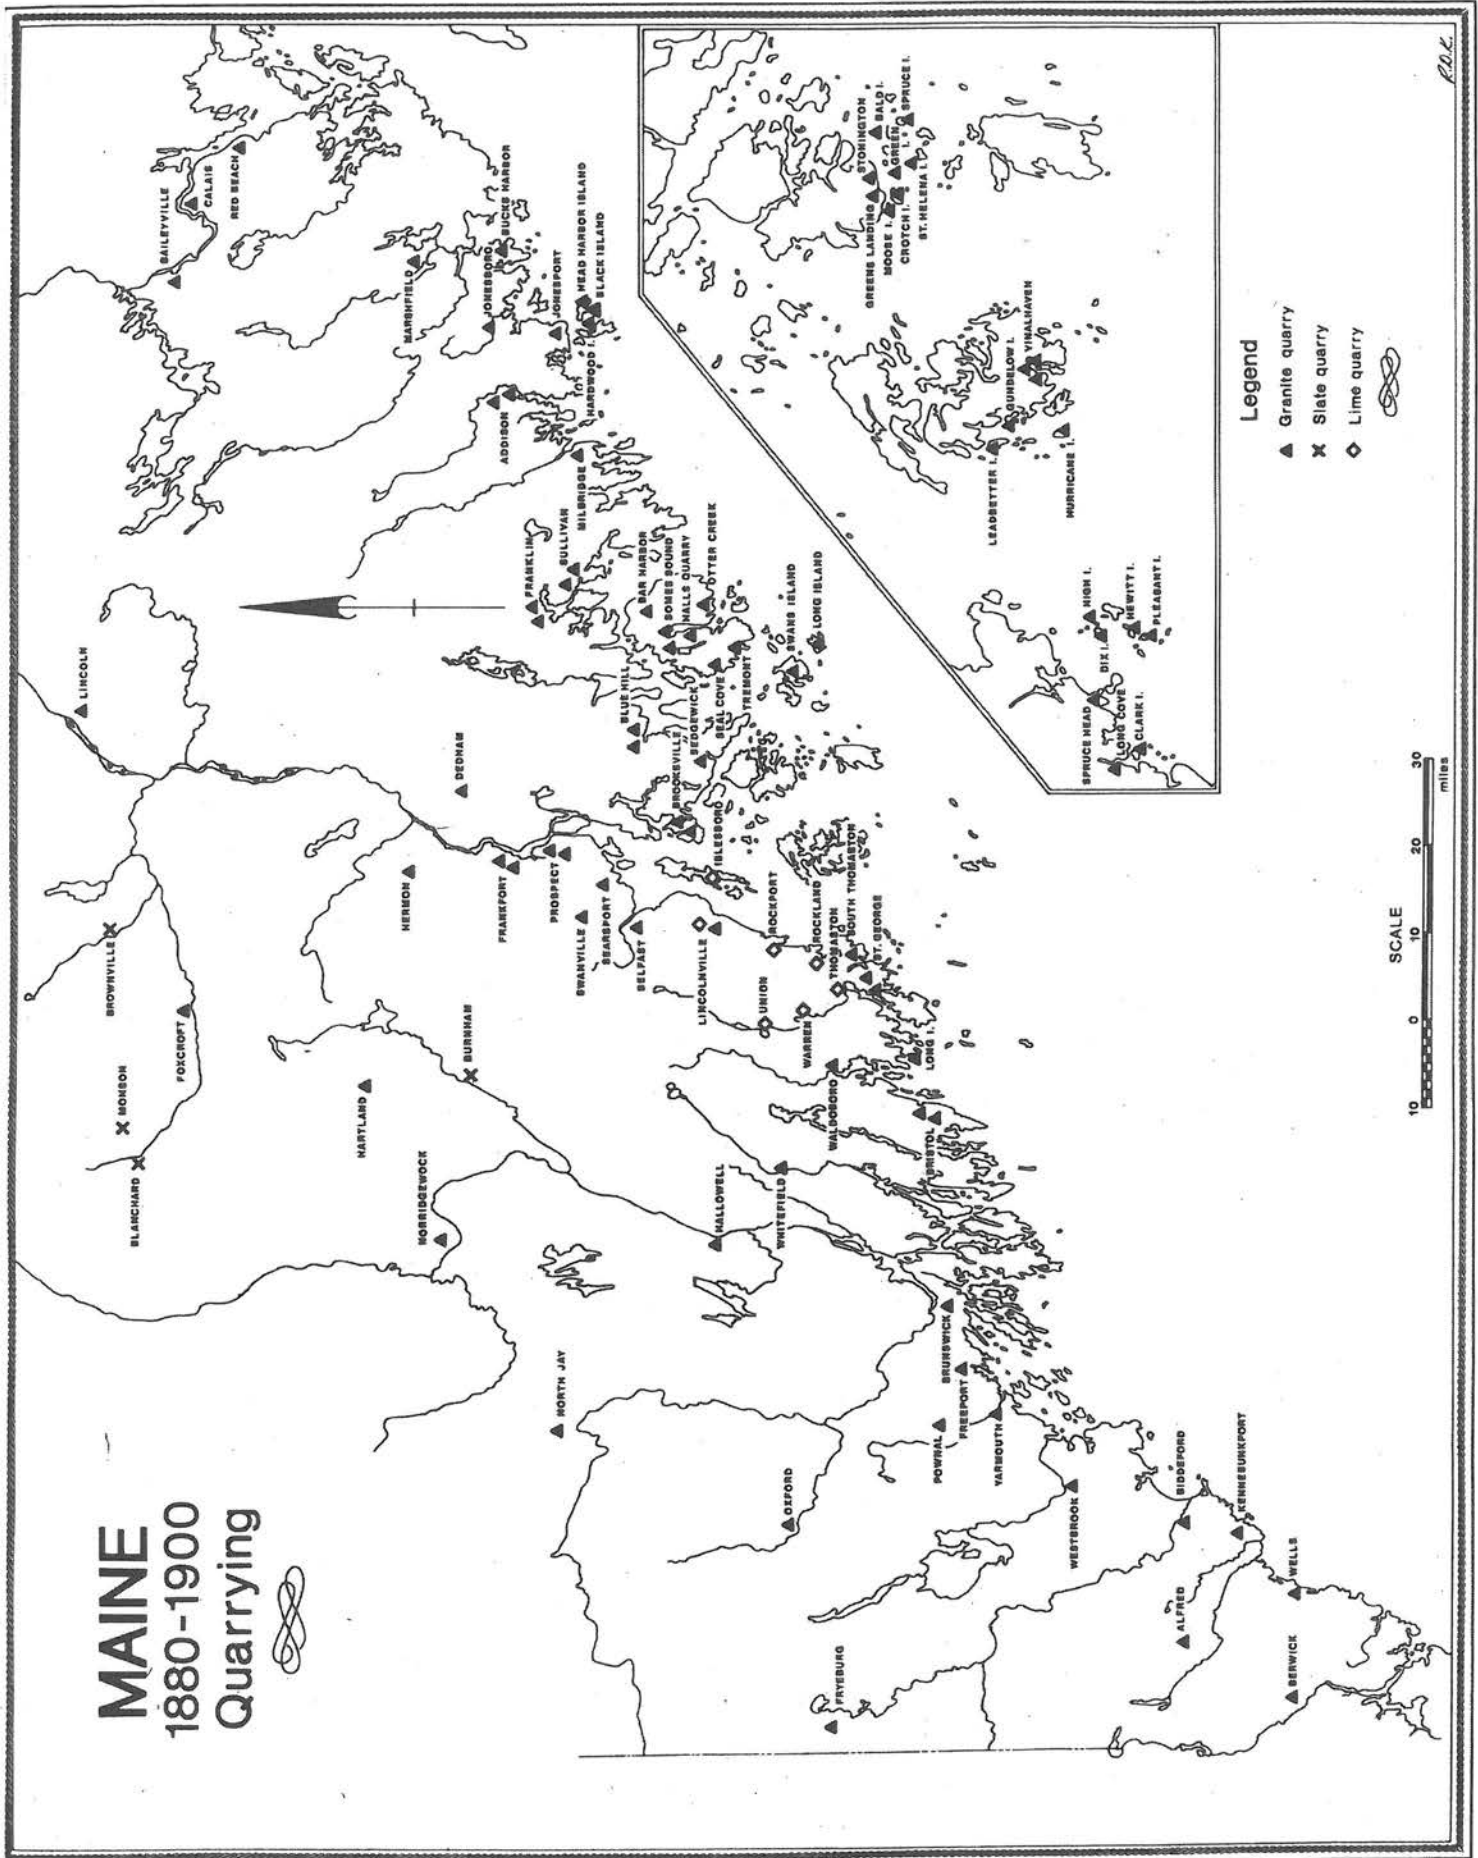 MAINE
1880-1900
Quarrying
LINCOLN
BROWNVILLE
MONSON
BLANCHARD
FOXCROFT
BAILEYVILLE
CALAIS
RED BEACH
HARTLAND
HERMON
DEDHAM
NORRIDGEWOCK
BURNHAM
MARSHFIELD
JONESBORO
BUCKS HARBOR
JONESPORT
HEAD HARBOR ISLAND
HARDWOOD I.
BLACK ISLAND
ADDISON
MILBRIDGE
FRANKLIN
SULLIVAN
FRANKFORT
PROSPECT
SWANVILLE
SEARSPORT
BELFAST
NORTH JAY
BLUE HILL
BAR HARBOR
SOMES SOUND
HALLS QUARRY
OTTER CREEK
BROOKSVILLE
SEDGEWICK
SEAL COVE
TREMONT
SWANS ISLAND
LONG ISLAND
ISLESBORO
LINCOLNVILLE
ROCKPORT
UNION
ROCKLAND
WARREN
THOMASTON
SOUTH THOMASTON
ST. GEORGE
HALLOWELL
WHITEFIELD
WALDOBORO
LONG I.
BRISTOL
OXFORD
FRYEBURG
BRUNSWICK
FREEPORT
POWNAL
YARMOUTH
WESTBROOK
BIDDEFORD
KENNEBUNKPORT
ALFRED
WELLS
BERWICK
STONINGTON
BALD I.
GREEN I.
SPRUCE I.
GREENS LANDING
MOOSE I.
CROTCH I.
ST. HELENA I.
GUNDELOW I.
VINALHAVEN
LEADBETTER I.
HURRICANE I.
HIGH I.
DIX I.
HEWITT I.
PLEASANT I.
SPRUCE HEAD
LONG COVE
CLARK I.
Legend
Granite quarry
Slate quarry
Lime quarry
SCALE
10 0 10 20 30
miles
R.D.K.